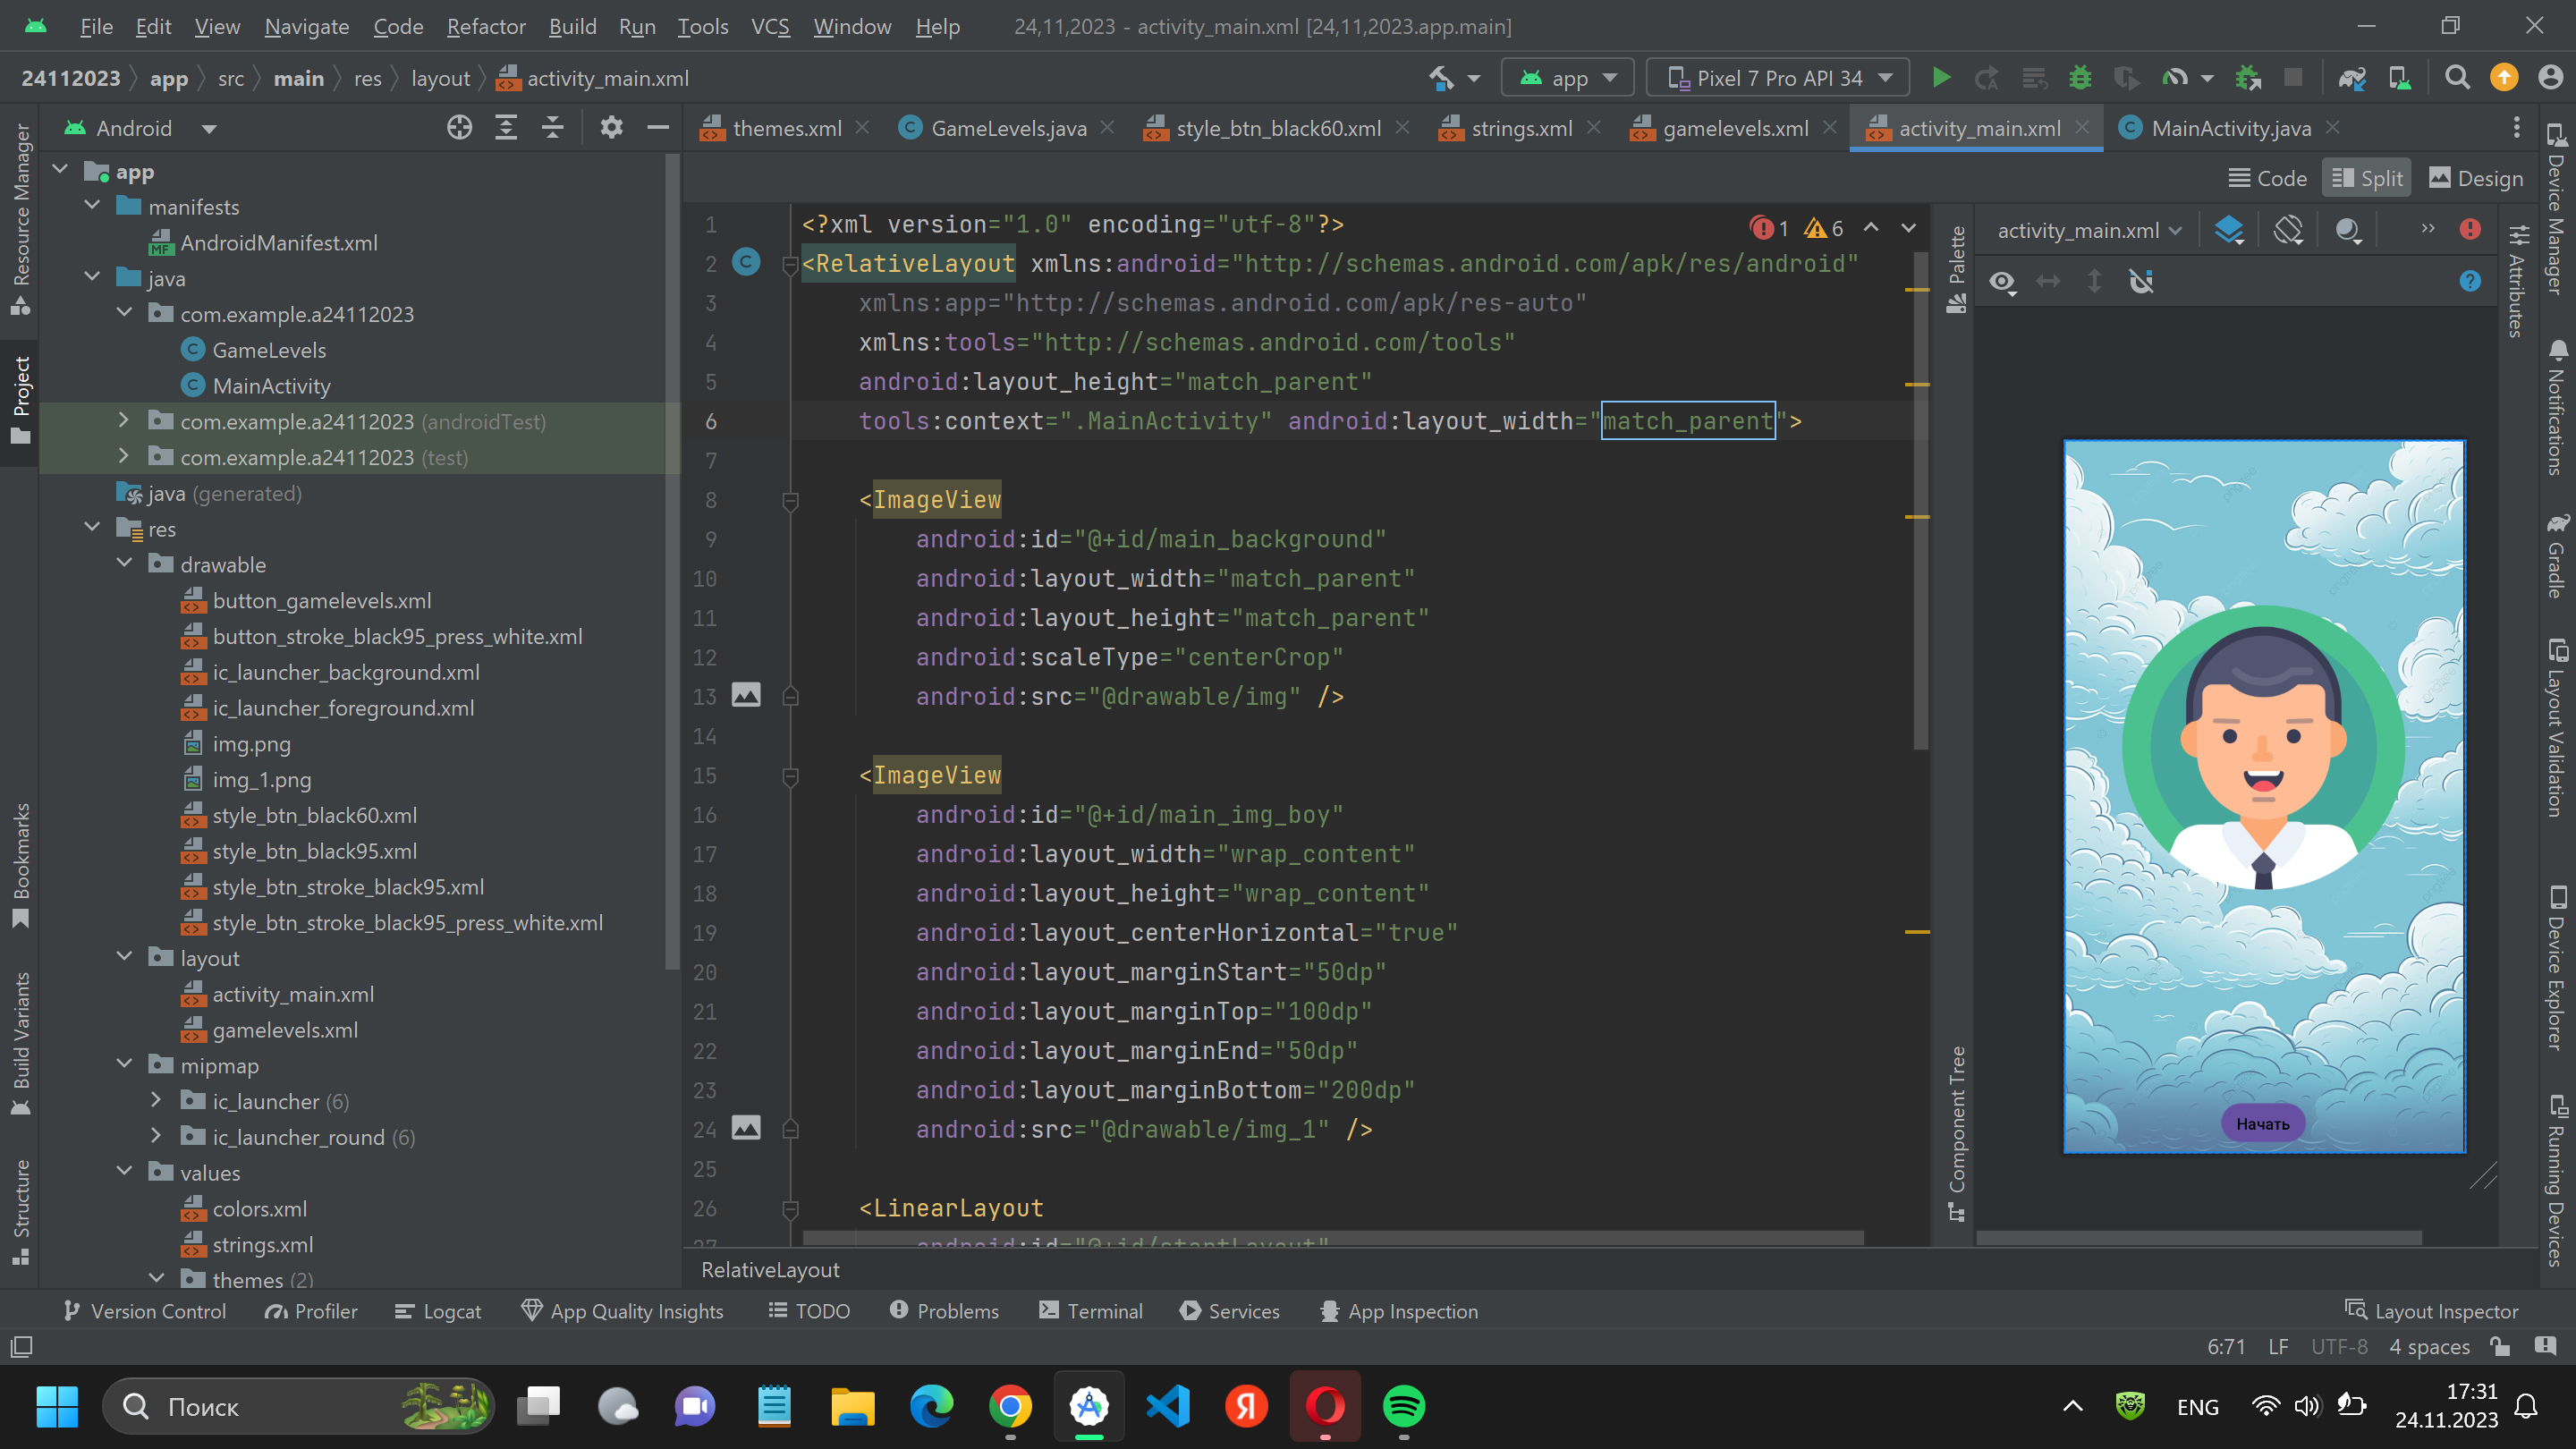 File Edit View Navigate Code Refactor Build Run Tools VCS Window Help 24,11,2023 - activity_main.xml [24,11,2023.app.main]
24112023 app src main res layout activity_main.xml app Pixel 7 Pro API 34
Android
themes.xml GameLevels.java style_btn_black60.xml strings.xml gamelevels.xml activity_main.xml MainActivity.java
Code Split Design
Resource Manager
Project
Bookmarks
Build Variants
Structure
app
manifests
AndroidManifest.xml
java
com.example.a24112023
GameLevels
MainActivity
com.example.a24112023 (androidTest)
com.example.a24112023 (test)
java (generated)
res
drawable
button_gamelevels.xml
button_stroke_black95_press_white.xml
ic_launcher_background.xml
ic_launcher_foreground.xml
img.png
img_1.png
style_btn_black60.xml
style_btn_black95.xml
style_btn_stroke_black95.xml
style_btn_stroke_black95_press_white.xml
layout
activity_main.xml
gamelevels.xml
mipmap
ic_launcher (6)
ic_launcher_round (6)
values
colors.xml
strings.xml
themes (2)
1 <?xml version="1.0" encoding="utf-8"?>
2 <RelativeLayout xmlns:android="http://schemas.android.com/apk/res/android"
3 xmlns:app="http://schemas.android.com/apk/res-auto"
4 xmlns:tools="http://schemas.android.com/tools"
5 android:layout_height="match_parent"
6 tools:context=".MainActivity" android:layout_width="match_parent">
7
8 <ImageView
9 android:id="@+id/main_background"
10 android:layout_width="match_parent"
11 android:layout_height="match_parent"
12 android:scaleType="centerCrop"
13 android:src="@drawable/img" />
14
15 <ImageView
16 android:id="@+id/main_img_boy"
17 android:layout_width="wrap_content"
18 android:layout_height="wrap_content"
19 android:layout_centerHorizontal="true"
20 android:layout_marginStart="50dp"
21 android:layout_marginTop="100dp"
22 android:layout_marginEnd="50dp"
23 android:layout_marginBottom="200dp"
24 android:src="@drawable/img_1" />
25
26 <LinearLayout
27 android:id="@+id/startLayout"
1 6
RelativeLayout
Palette
Component Tree
activity_main.xml
Начать
Attributes
Device Manager
Notifications
Gradle
Layout Validation
Device Explorer
Running Devices
Version Control Profiler Logcat App Quality Insights TODO Problems Terminal Services App Inspection Layout Inspector
6:71 LF UTF-8 4 spaces
Поиск
ENG
17:31
24.11.2023